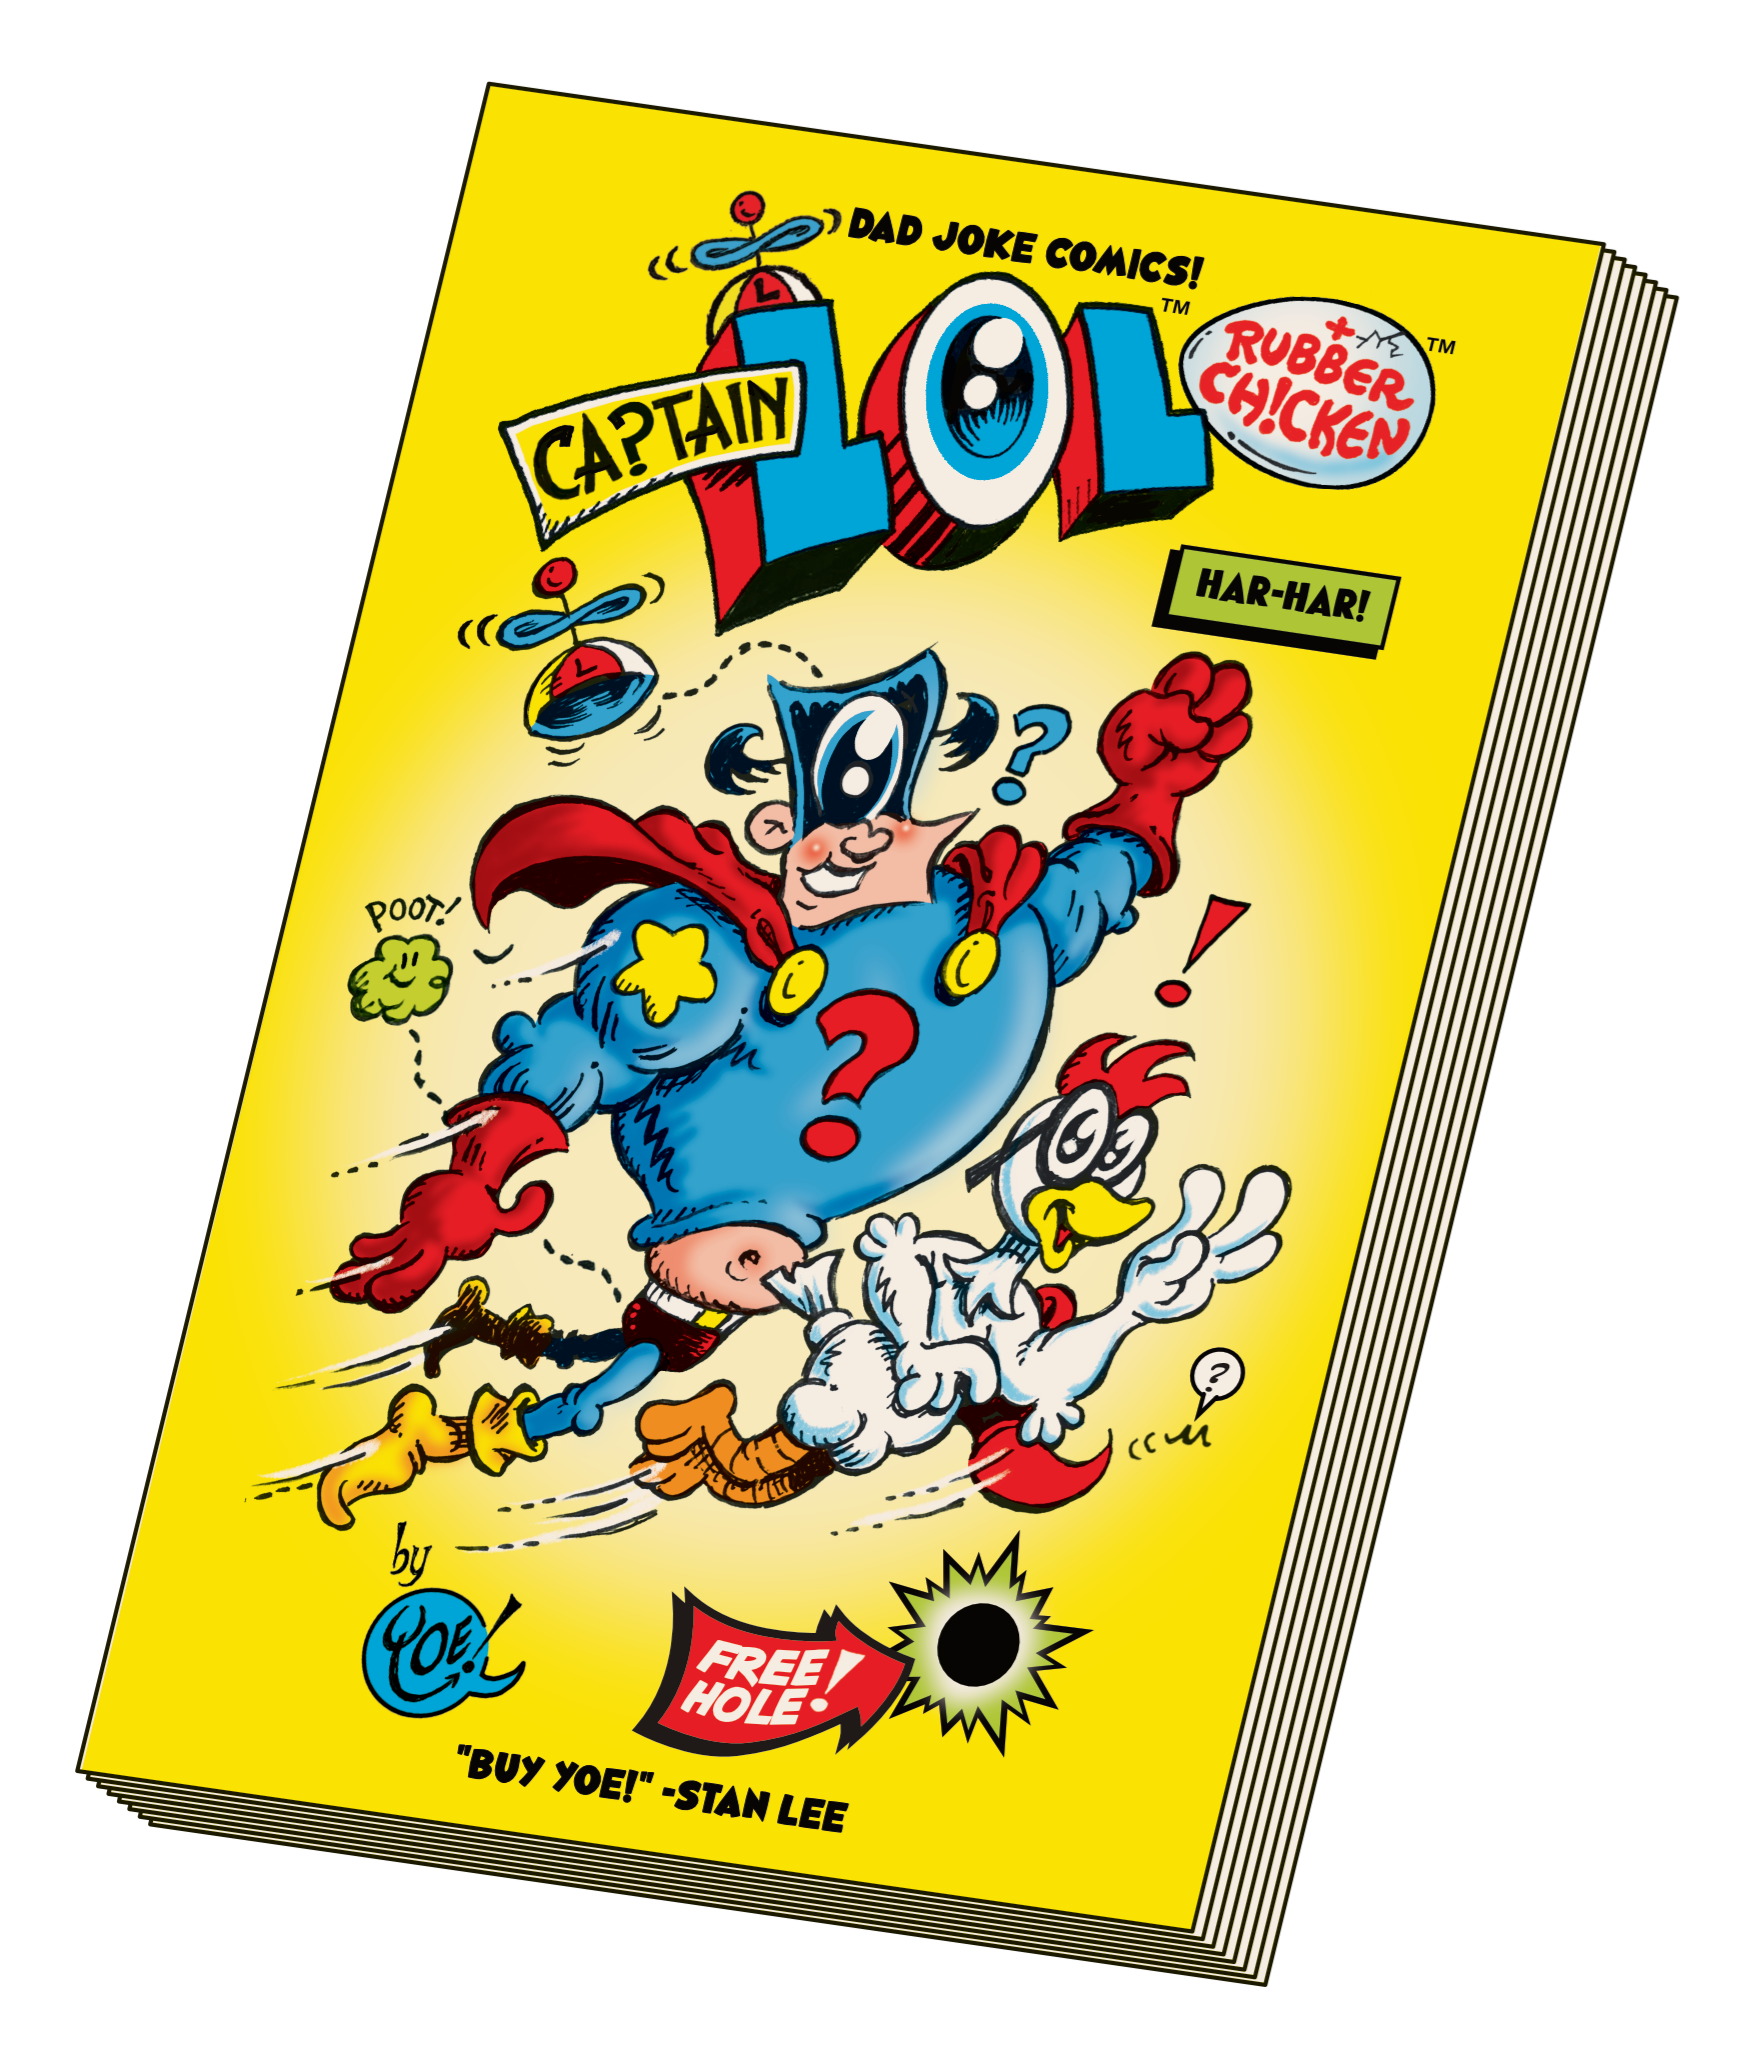 DAD JOKE COMICS!
L
CA?TAIN
LOL
TM
+
RUBBER
CH!CKEN
TM
HAR-HAR!
L
?
POOT!
!
?
?
by
YOE!
FREE
HOLE!
"BUY YOE!" -STAN LEE